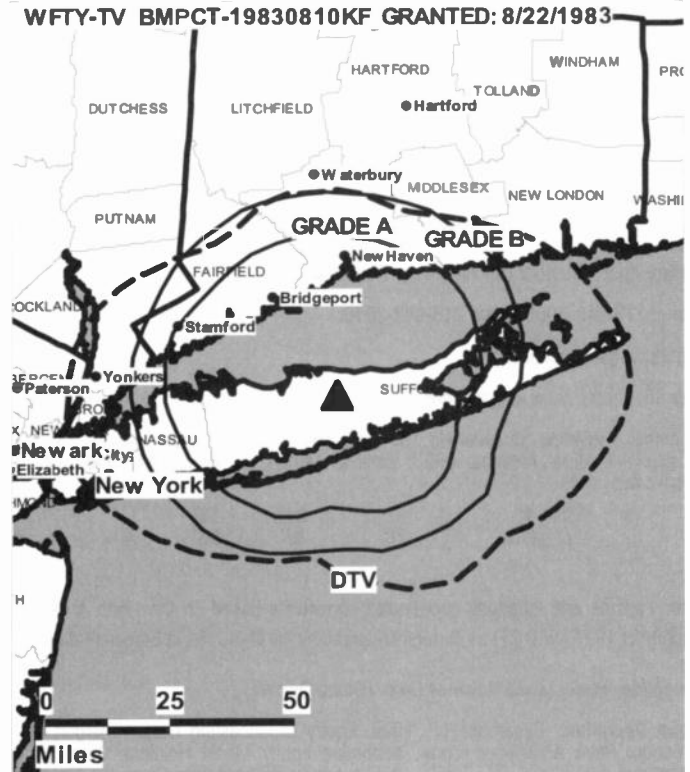 WFTY-TV BMPCT-19830810KF GRANTED: 8/22/1983
WINDHAM
HARTFORD
TOLLAND
DUTCHESS
LITCHFIELD
Hartford
Waterbury
MIDDLESEX
NEW LONDON
PUTNAM
GRADE A
GRADE B
New Haven
FAIRFIELD
Bridgeport
Stamford
Yonkers
Paterson
SUFF
NASSAU
Newark
City
Elizabeth
New York
DTV
0 25 50
Miles